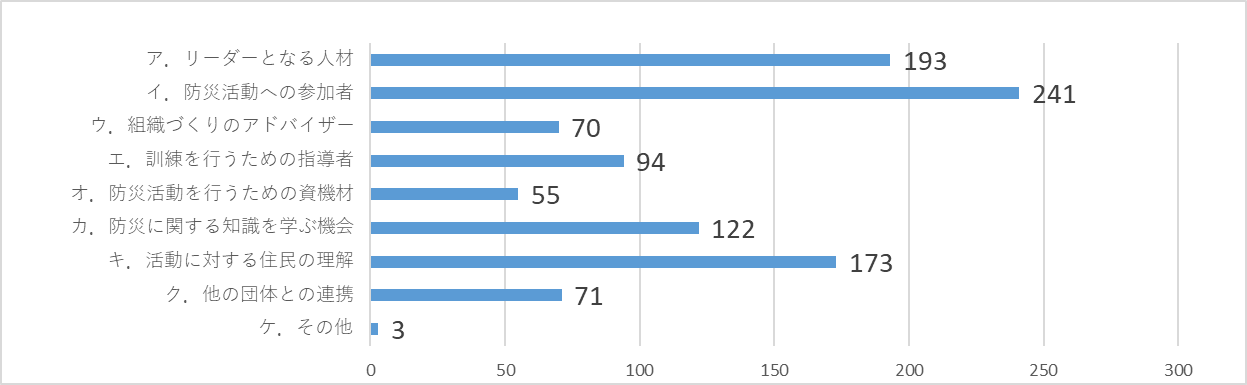 ア．リーダーとなる人材 193
イ．防災活動への参加者 241
ウ．組織づくりのアドバイザー 70
エ．訓練を行うための指導者 94
オ．防災活動を行うための資機材 55
カ．防災に関する知識を学ぶ機会 122
キ．活動に対する住民の理解 173
ク．他の団体との連携 71
ケ．その他 3
0 50 100 150 200 250 300